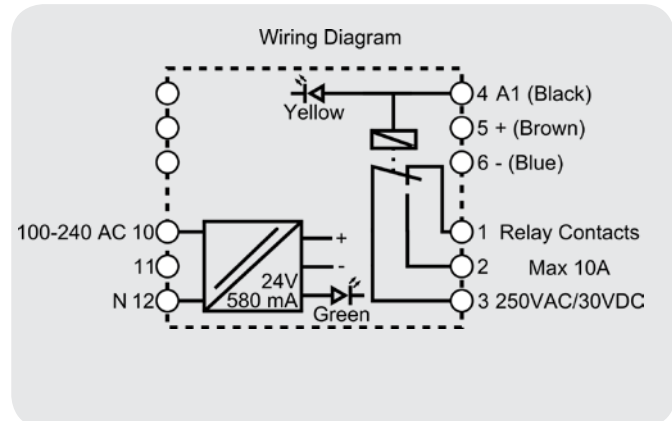 Wiring Diagram
Yellow
4 A1 (Black)
5 + (Brown)
6 - (Blue)
100-240 AC 10
11
N 12
+
-
24V
580 mA
Green
1 Relay Contacts
2 Max 10A
3 250VAC/30VDC